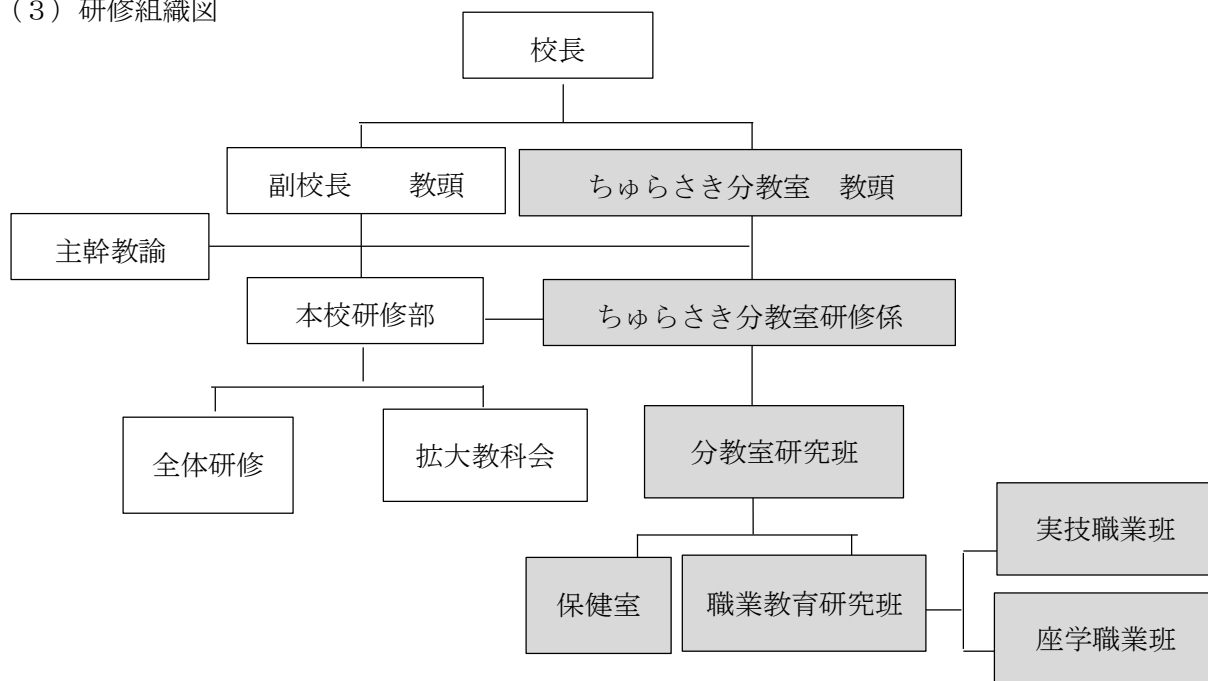 （３）研修組織図
校長
副校長　　教頭
ちゅらさき分教室　教頭
主幹教諭
本校研修部
ちゅらさき分教室研修係
全体研修
拡大教科会
分教室研究班
実技職業班
保健室
職業教育研究班
座学職業班